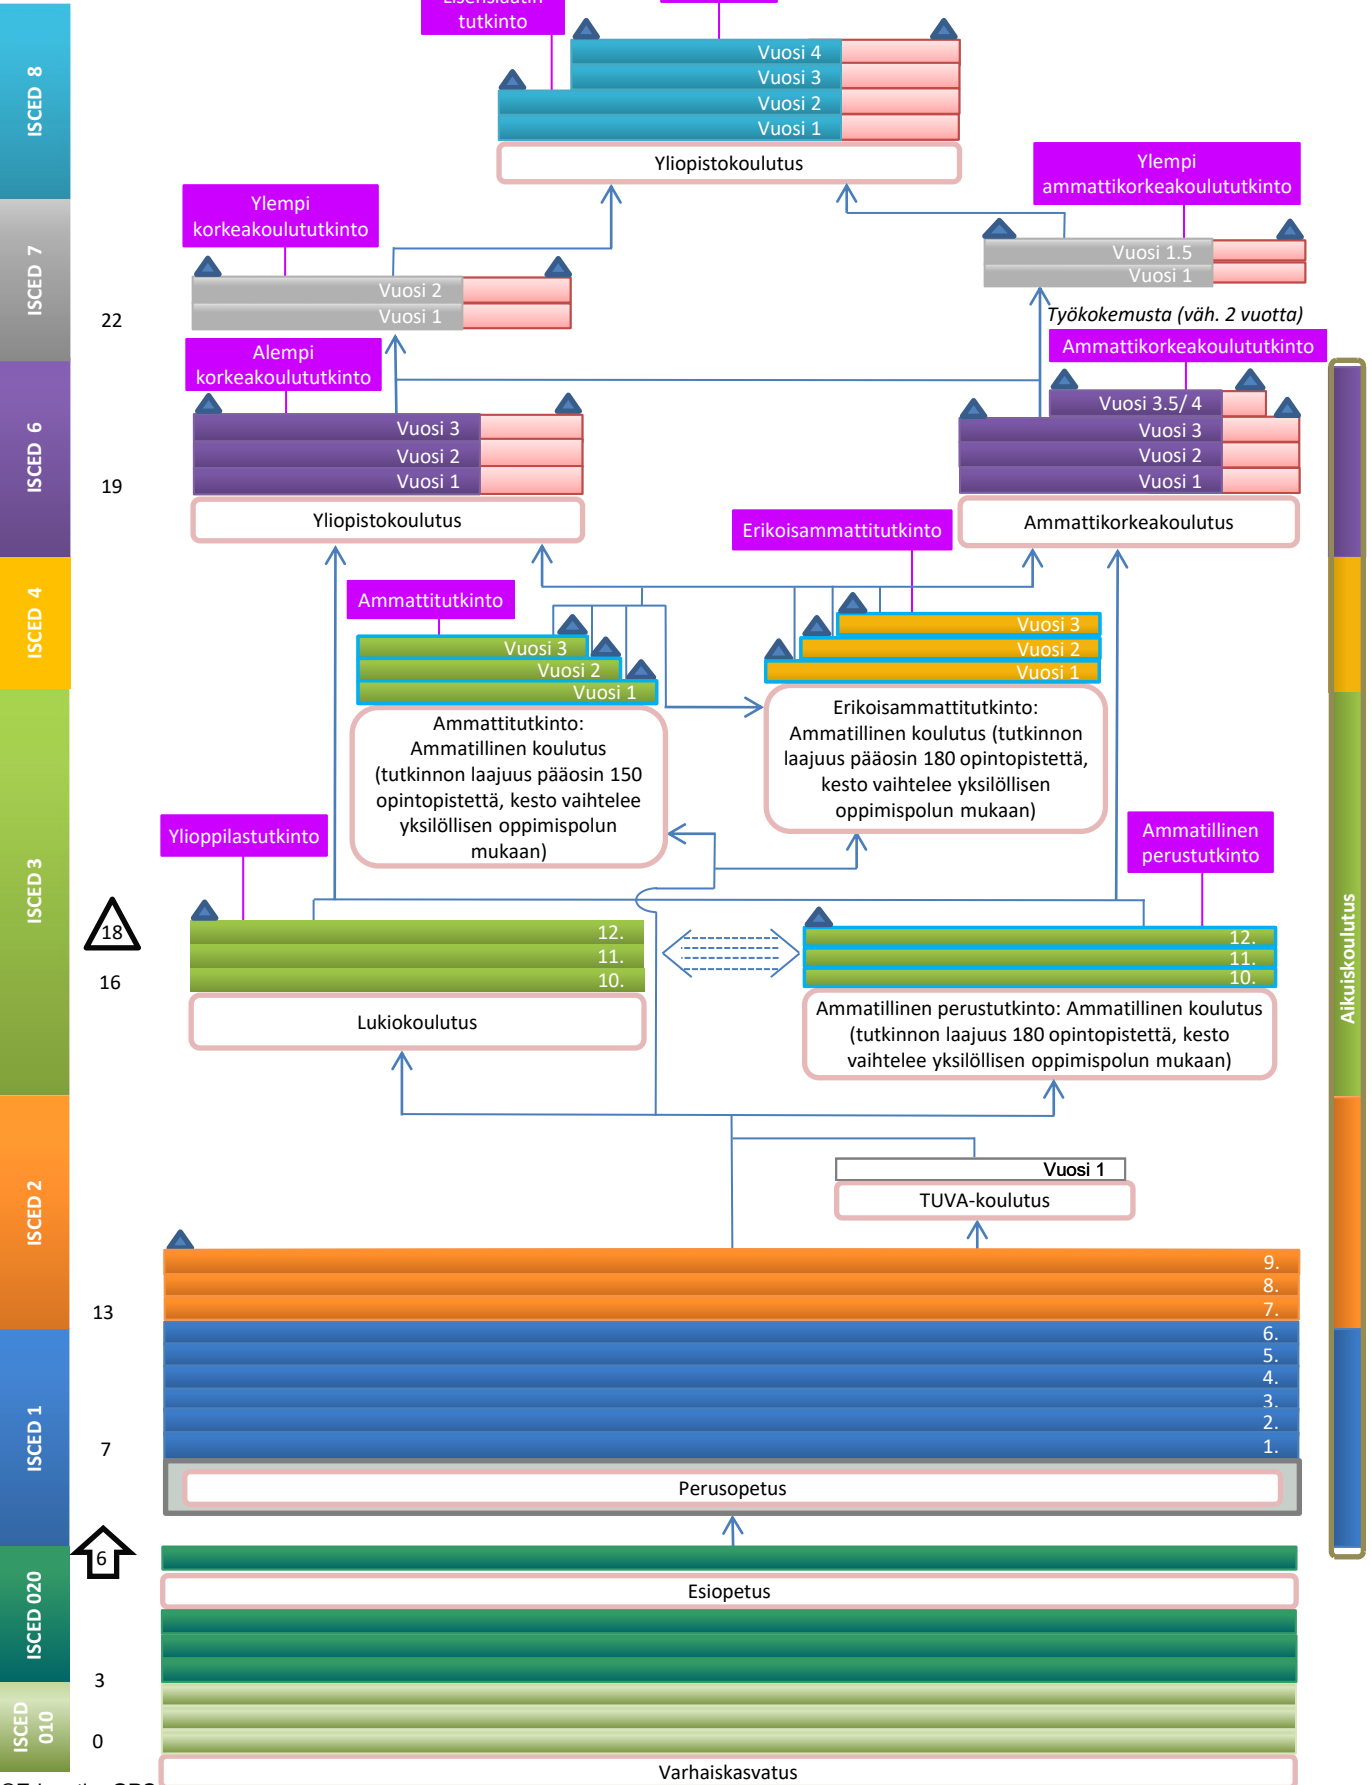 tutkinto
ISCED 8
Vuosi 4
Vuosi 3
Vuosi 2
Vuosi 1
Yliopistokoulutus
Ylempi
ammattikorkeakoulututkinto
Ylempi
korkeakoulututkinto
ISCED 7
Vuosi 1.5
Vuosi 1
Vuosi 2
Vuosi 1
22
Työkokemusta (väh. 2 vuotta)
Alempi
korkeakoulututkinto
Ammattikorkeakoulututkinto
ISCED 6
Vuosi 3
Vuosi 2
Vuosi 1
Vuosi 3.5/ 4
Vuosi 3
Vuosi 2
Vuosi 1
19
Yliopistokoulutus
Ammattikorkeakoulutus
Erikoisammattitutkinto
ISCED 4
Ammattitutkinto
Vuosi 3
Vuosi 2
Vuosi 1
Vuosi 3
Vuosi 2
Vuosi 1
Ammattitutkinto:
Ammatillinen koulutus
(tutkinnon laajuus pääosin 150
opintopistettä, kesto vaihtelee
yksilöllisen oppimispolun
mukaan)
Erikoisammattitutkinto:
Ammatillinen koulutus (tutkinnon
laajuus pääosin 180 opintopistettä,
kesto vaihtelee yksilöllisen
oppimispolun mukaan)
Ylioppilastutkinto
Ammatillinen
perustutkinto
ISCED 3
18
16
12.
11.
10.
12.
11.
10.
Lukiokoulutus
Ammatillinen perustutkinto: Ammatillinen koulutus
(tutkinnon laajuus 180 opintopistettä, kesto
vaihtelee yksilöllisen oppimispolun mukaan)
Aikuiskoulutus
ISCED 2
Vuosi 1
TUVA-koulutus
13
9.
8.
7.
6.
5.
4.
3.
2.
1.
ISCED 1
7
Perusopetus
6
ISCED 020
Esiopetus
3
ISCED
010
0
Varhaiskasvatus